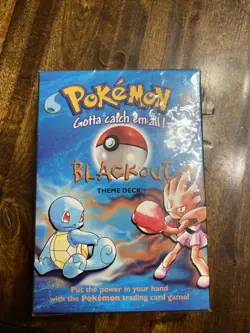 POKéMON
Gotta catch 'em all!
BLACKOUT
THEME DECK
Put the power in your hand
with the Pokémon trading card game!